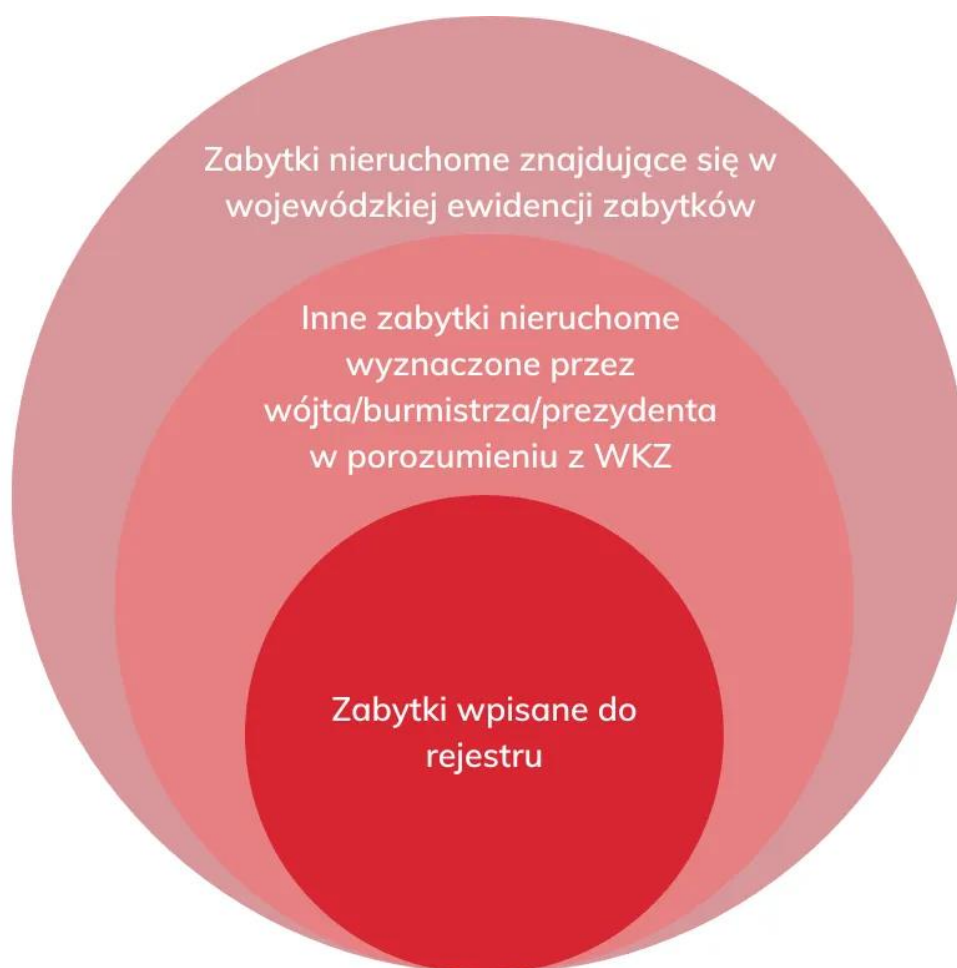 Zabytki nieruchome znajdujące się w
wojewódzkiej ewidencji zabytków
Inne zabytki nieruchome
wyznaczone przez
wójta/burmistrza/prezydenta
w porozumieniu z WKZ
Zabytki wpisane do
rejestru